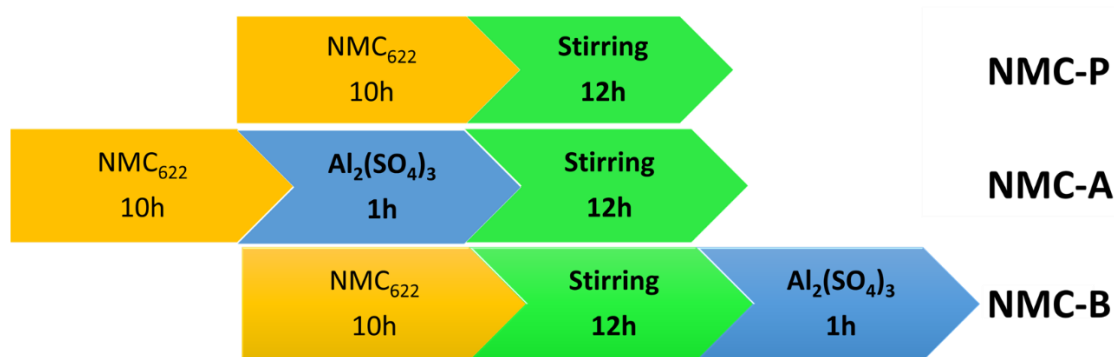 NMC₆₂₂
10h
Stirring
12h
NMC-P
NMC₆₂₂
10h
Al₂(SO₄)₃
1h
Stirring
12h
NMC-A
NMC₆₂₂
10h
Stirring
12h
Al₂(SO₄)₃
1h
NMC-B